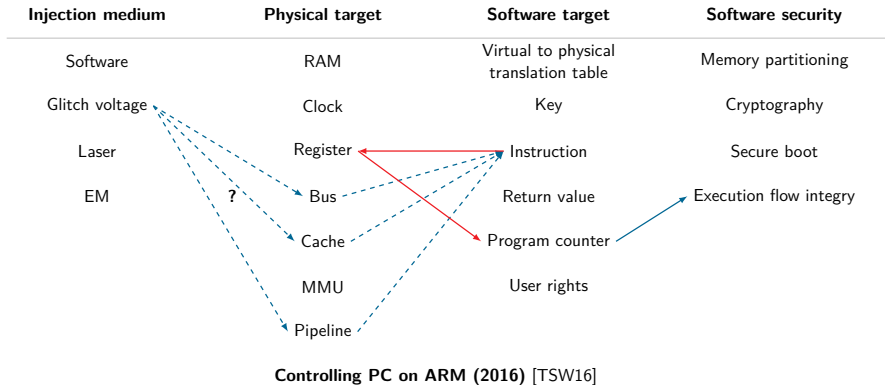 Injection medium Physical target Software target Software security
Software RAM Virtual to physical Memory partitioning
translation table
Glitch voltage Clock Key Cryptography
Laser Register Instruction Secure boot
EM ? Bus Return value Execution flow integry
Cache Program counter
MMU User rights
Pipeline
Controlling PC on ARM (2016) [TSW16]